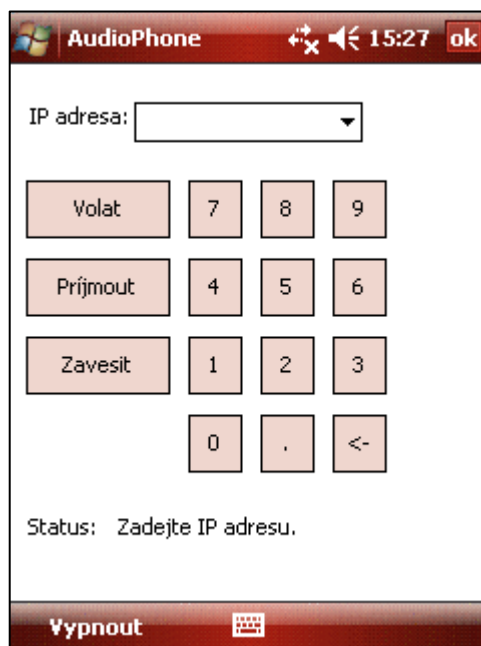 AudioPhone 15:27 ok
IP adresa:
Volat 7 8 9
Príjmout 4 5 6
Zavesit 1 2 3
0 . <-
Status: Zadejte IP adresu.
Vypnout